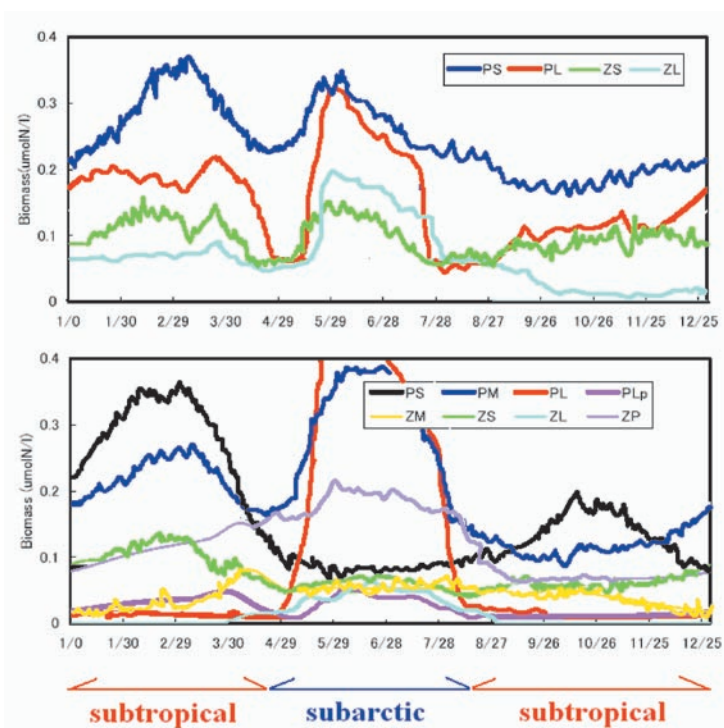 0.4
PS PL ZS ZL
0.3
0.2
0.1
0
Biomass(umolN/l)
1/0 1/30 2/29 3/30 4/29 5/29 6/28 7/28 8/27 9/26 10/26 11/25 12/25
0.4
PS PM PL PLp
ZM ZS ZL ZP
0.3
0.2
0.1
0
Biomass (umolN/l)
1/0 1/30 2/29 3/30 4/29 5/29 6/28 7/28 8/27 9/26 10/26 11/25 12/25
subtropical subarctic subtropical